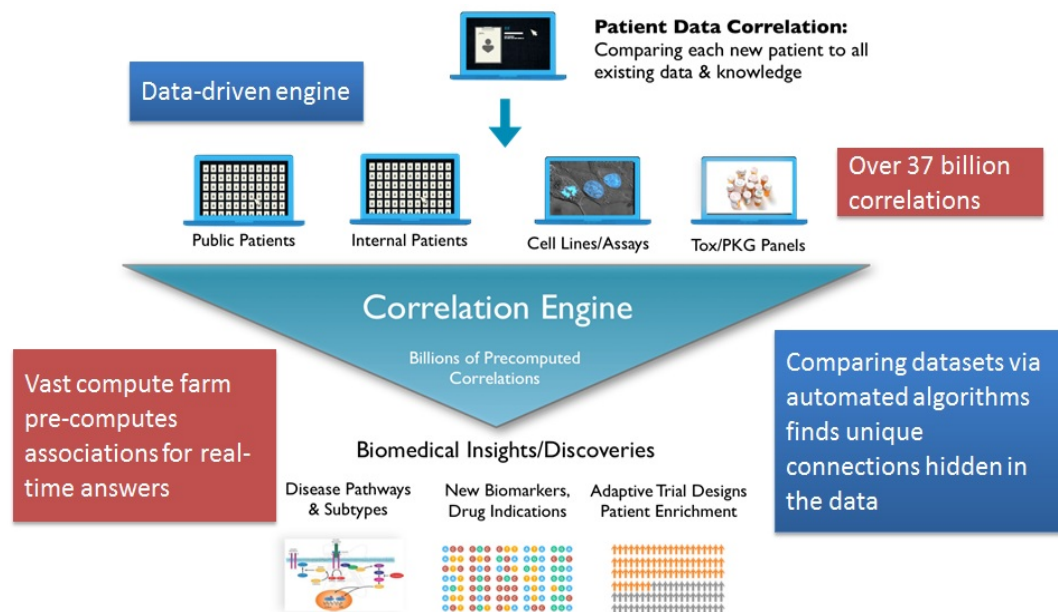 Patient Data Correlation:
Comparing each new patient to all
existing data & knowledge
Data-driven engine
Over 37 billion
correlations
Public Patients
Internal Patients
Cell Lines/Assays
Tox/PKG Panels
Correlation Engine
Billions of Precomputed
Correlations
Vast compute farm
pre-computes
associations for real-
time answers
Comparing datasets via
automated algorithms
finds unique
connections hidden in
the data
Biomedical Insights/Discoveries
Disease Pathways
& Subtypes
New Biomarkers,
Drug Indications
Adaptive Trial Designs
Patient Enrichment